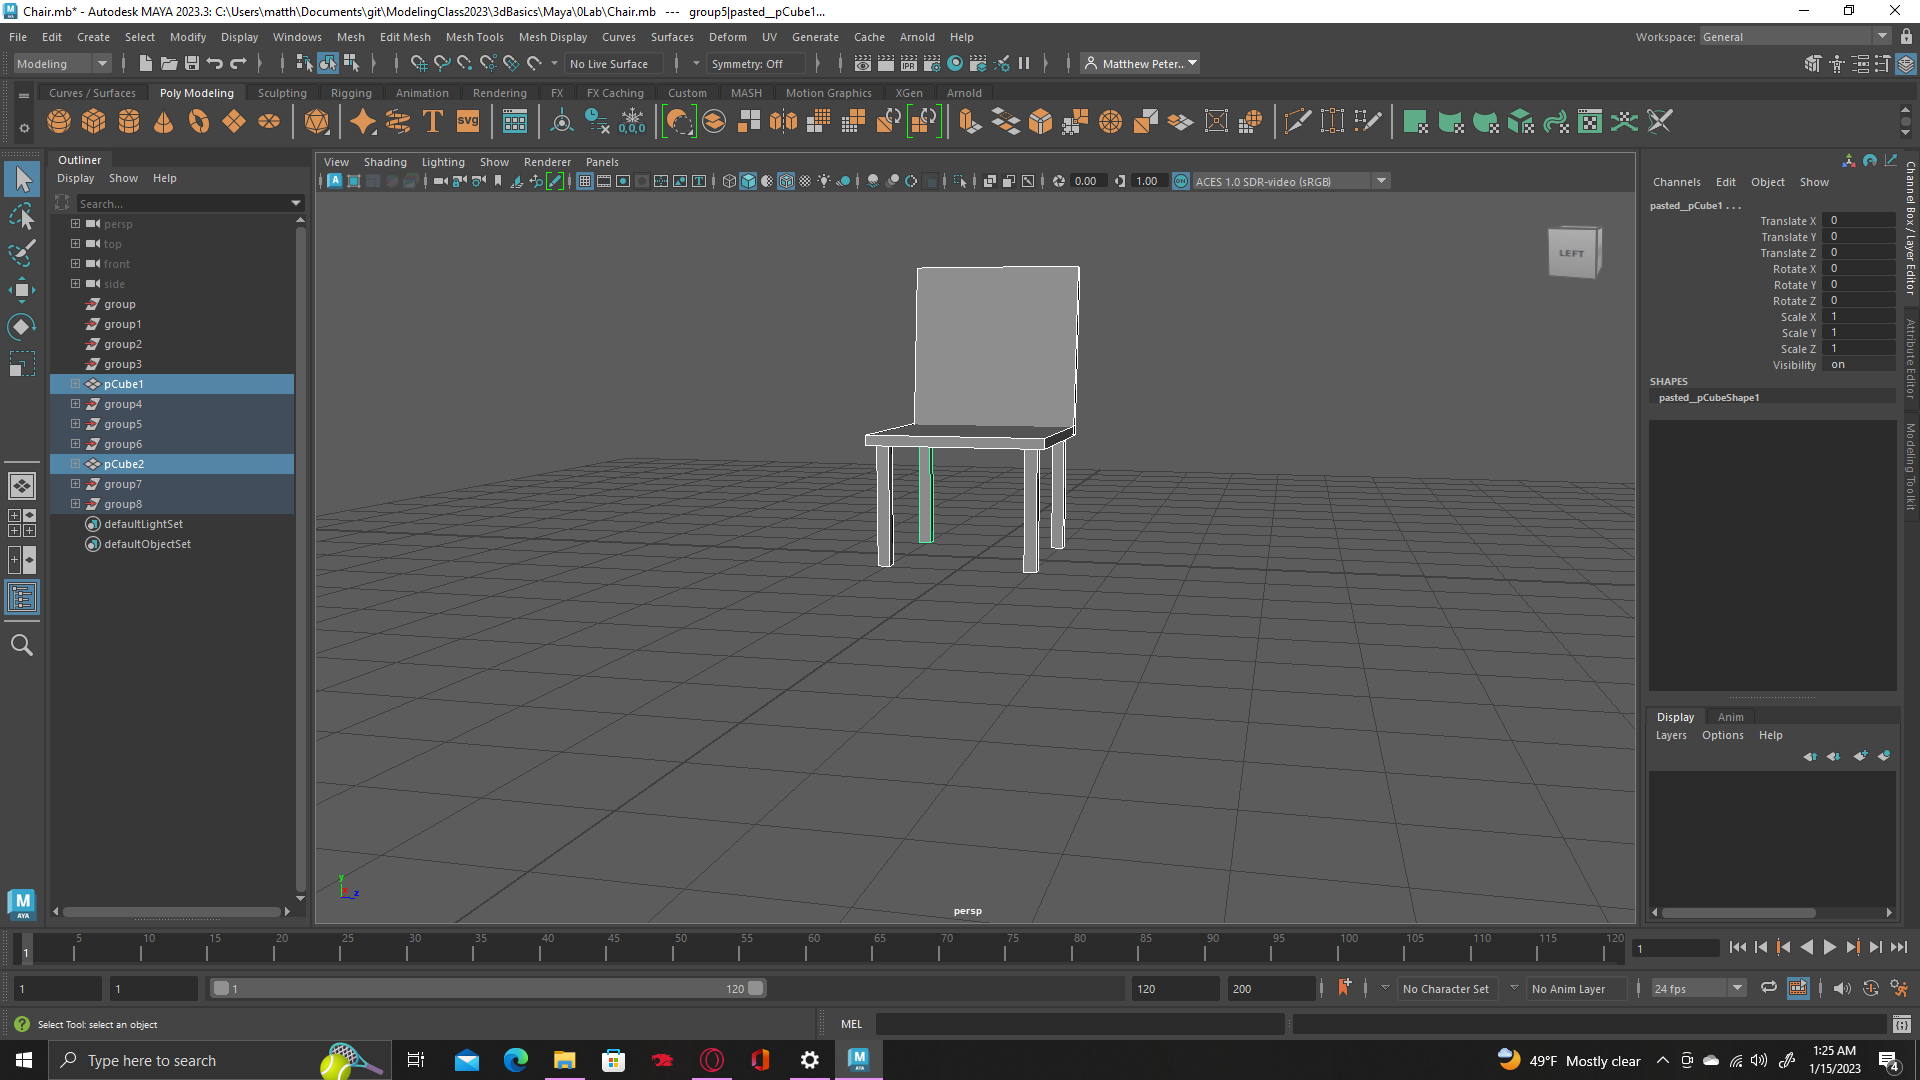 Chair.mb* - Autodesk MAYA 2023.3: C:\Users\matth\Documents\git\ModelingClass2023\3dBasics\Maya\0Lab\Chair.mb --- group5|pasted__pCube1...
File Edit Create Select Modify Display Windows Mesh Edit Mesh Mesh Tools Mesh Display Curves Surfaces Deform UV Generate Cache Arnold Help
Workspace: General
Modeling
No Live Surface
Symmetry: Off
Matthew Peter..
Curves / Surfaces Poly Modeling Sculpting Rigging Animation Rendering FX FX Caching Custom MASH Motion Graphics XGen Arnold
T svg 0,0,0
Outliner
Display Show Help
Search...
persp
top
front
side
group
group1
group2
group3
pCube1
group4
group5
group6
pCube2
group7
group8
defaultLightSet
defaultObjectSet
View Shading Lighting Show Renderer Panels
0.00 1.00 ACES 1.0 SDR-video (sRGB)
LEFT
y
z
persp
Channels Edit Object Show
pasted__pCube1 . . .
Translate X 0
Translate Y 0
Translate Z 0
Rotate X 0
Rotate Y 0
Rotate Z 0
Scale X 1
Scale Y 1
Scale Z 1
Visibility on
SHAPES
pasted__pCubeShape1
Channel Box / Layer Editor
Attribute Editor
Modeling Toolkit
Display Anim
Layers Options Help
M
AYA
1 5 10 15 20 25 30 35 40 45 50 55 60 65 70 75 80 85 90 95 100 105 110 115 120
1
1 1 1 120 120 200
No Character Set No Anim Layer 24 fps
Select Tool: select an object
MEL
Type here to search
49°F Mostly clear
1:25 AM
1/15/2023
4